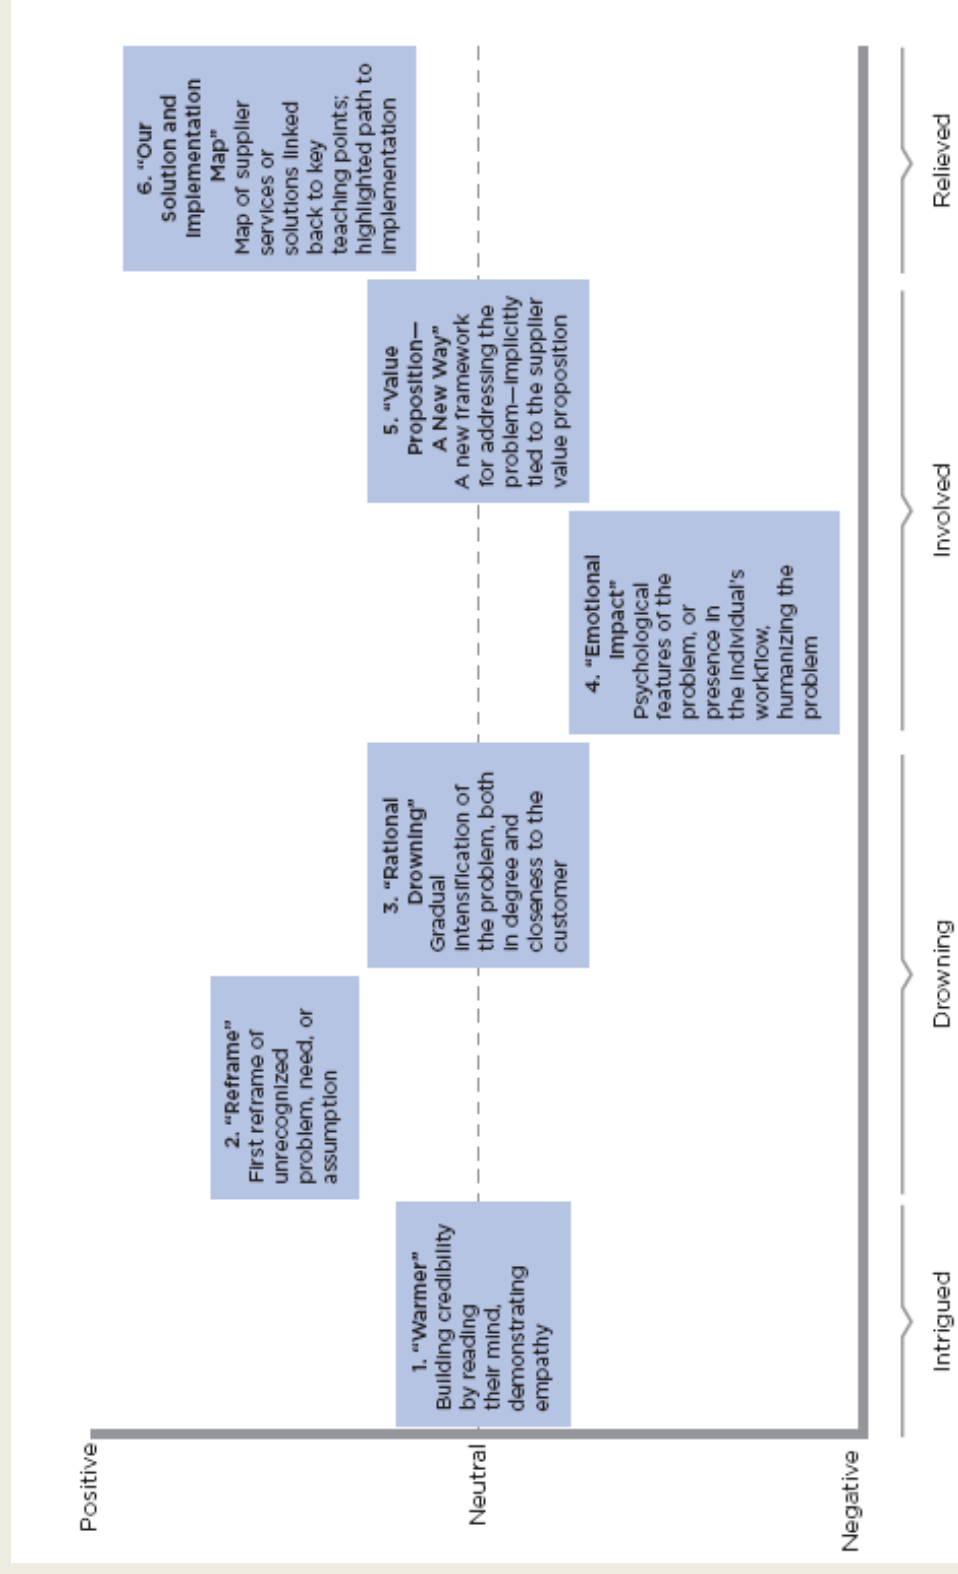 Positive
Neutral
Negative
1. “Warmer”
Building credibility
by reading
their mind,
demonstrating
empathy
2. “Reframe”
First reframe of
unrecognized
problem, need, or
assumption
3. “Rational
Drowning”
Gradual
intensification of
the problem, both
in degree and
closeness to the
customer
4. “Emotional
Impact”
Psychological
features of the
problem, or
presence in
the individual’s
workflow,
humanizing the
problem
5. “Value
Proposition—
A New Way”
A new framework
for addressing the
problem—implicitly
tied to the supplier
value proposition
6. “Our
Solution and
Implementation
Map”
Map of supplier
services or
solutions linked
back to key
teaching points;
highlighted path to
implementation
Intrigued
Drowning
Involved
Relieved